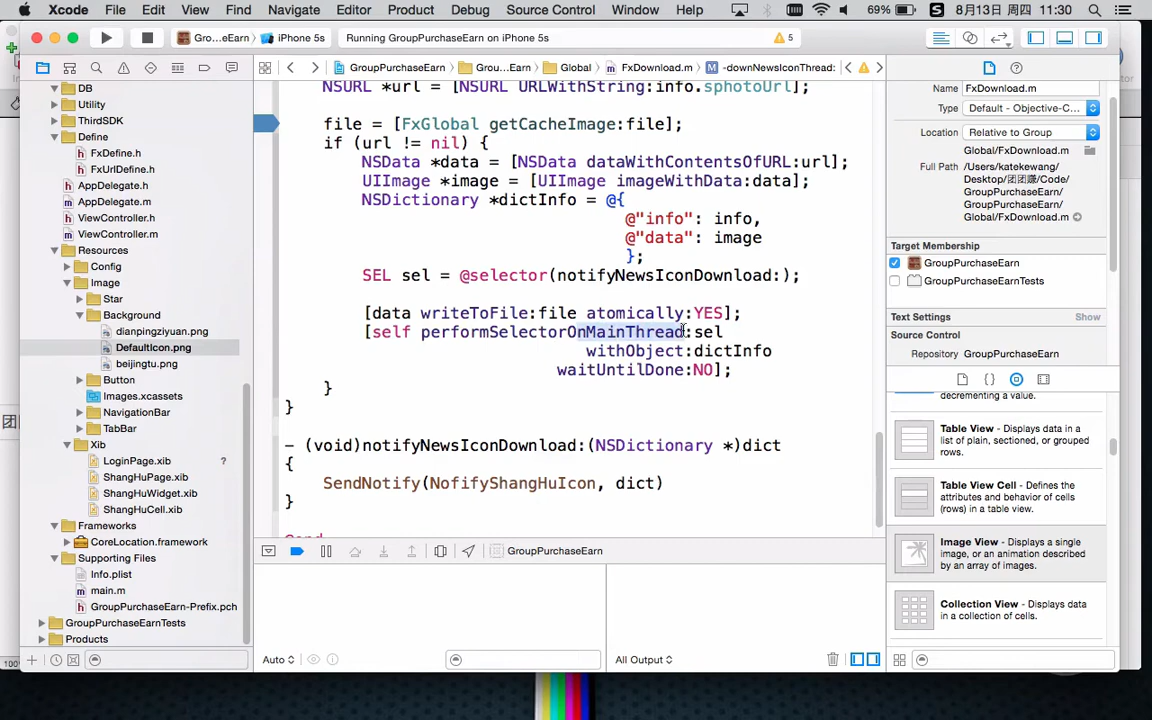 Xcode File Edit View Find Navigate Editor Product Debug Source Control Window Help 69% 8月13日 周四 11:30
Gro...eEarn iPhone 5s Running GroupPurchaseEarn on iPhone 5s 5
GroupPurchaseEarn Grou...Earn Global FxDownload.m -downNewsIconThread:
DB
Utility
ThirdSDK
Define
FxDefine.h
FxUrlDefine.h
AppDelegate.h
AppDelegate.m
ViewController.h
ViewController.m
Resources
Config
Image
Star
Background
dianpingziyuan.png
DefaultIcon.png
beijingtu.png
Button
Images.xcassets
NavigationBar
TabBar
Xib
LoginPage.xib ?
ShangHuPage.xib
ShangHuWidget.xib
ShangHuCell.xib
Frameworks
CoreLocation.framework
Supporting Files
Info.plist
main.m
GroupPurchaseEarn-Prefix.pch
GroupPurchaseEarnTests
Products
NSURL *url = [NSURL URLWithString:info.sphotoUrl];
file = [FxGlobal getCacheImage:file];
if (url != nil) {
NSData *data = [NSData dataWithContentsOfURL:url];
UIImage *image = [UIImage imageWithData:data];
NSDictionary *dictInfo = @{
@"info": info,
@"data": image
};
SEL sel = @selector(notifyNewsIconDownload:);
[data writeToFile:file atomically:YES];
[self performSelectorOnMainThread:sel
withObject:dictInfo
waitUntilDone:NO];
}
}
- (void)notifyNewsIconDownload:(NSDictionary *)dict
{
SendNotify(NofifyShangHuIcon, dict)
}
@end
GroupPurchaseEarn
Auto
All Output
Name FxDownload.m
Type Default - Objective-C...
Location Relative to Group
Global/FxDownload.m
Full Path /Users/katekewang/
Desktop/团团赚/Code/
GroupPurchaseEarn/
GroupPurchaseEarn/
Global/FxDownload.m
Target Membership
GroupPurchaseEarn
GroupPurchaseEarnTests
Text Settings Show
Source Control
Repository GroupPurchaseEarn
decrementing a value.
Table View - Displays data in a
list of plain, sectioned, or grouped
rows.
Table View Cell - Defines the
attributes and behavior of cells
(rows) in a table view.
Image View - Displays a single
image, or an animation described
by an array of images.
Collection View - Displays data
in a collection of cells.